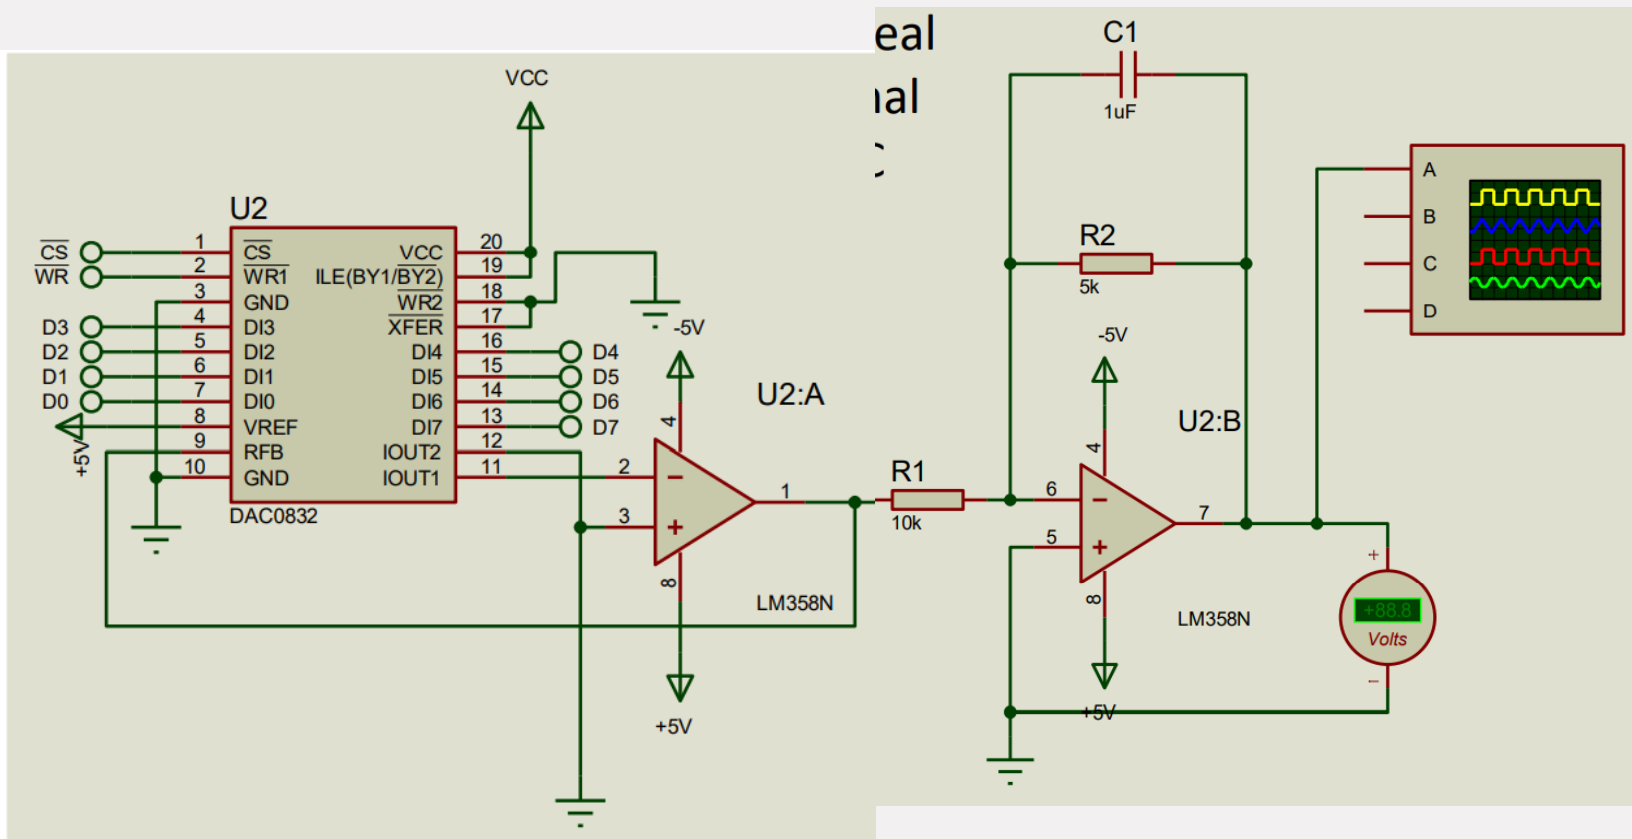 eal
nal
VCC
U2
CS 1 CS VCC 20
WR 2 WR1 ILE(BY1/BY2) 19
3 GND WR2 18
D3 4 DI3 XFER 17
D2 5 DI2 DI4 16 D4
D1 6 DI1 DI5 15 D5
D0 7 DI0 DI6 14 D6
8 VREF DI7 13 D7
+5V
9 RFB IOUT2 12
10 GND IOUT1 11
DAC0832
-5V
4
U2:A
2
3
1
8
LM358N
+5V
R1
10k
C1
1uF
R2
5k
-5V
4
U2:B
6
5
7
8
LM358N
+5V
A
B
C
D
+88.8
Volts